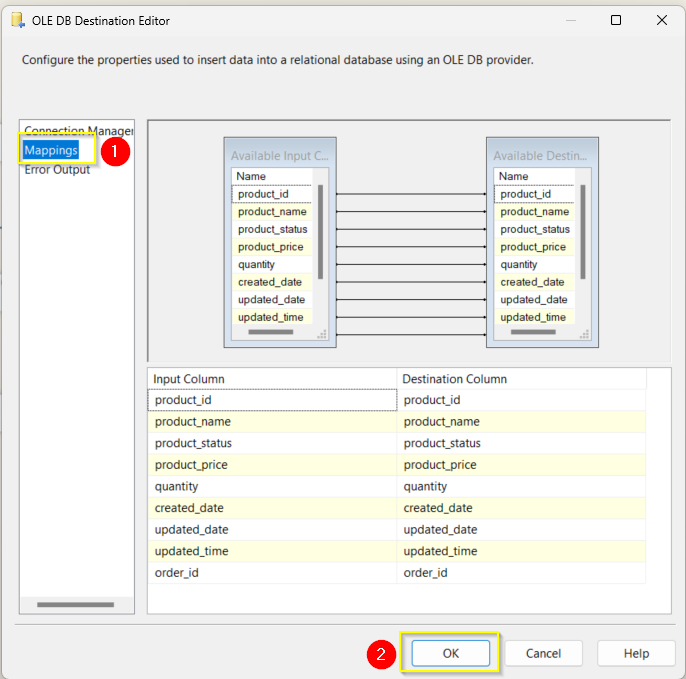 OLE DB Destination Editor
Configure the properties used to insert data into a relational database using an OLE DB provider.
Connection Manager
Mappings
1
Error Output
Available Input C...
Name
product_id
product_name
product_status
product_price
quantity
created_date
updated_date
updated_time
Available Destin...
Name
product_id
product_name
product_status
product_price
quantity
created_date
updated_date
updated_time
Input Column Destination Column
product_id product_id
product_name product_name
product_status product_status
product_price product_price
quantity quantity
created_date created_date
updated_date updated_date
updated_time updated_time
order_id order_id
2 OK Cancel Help